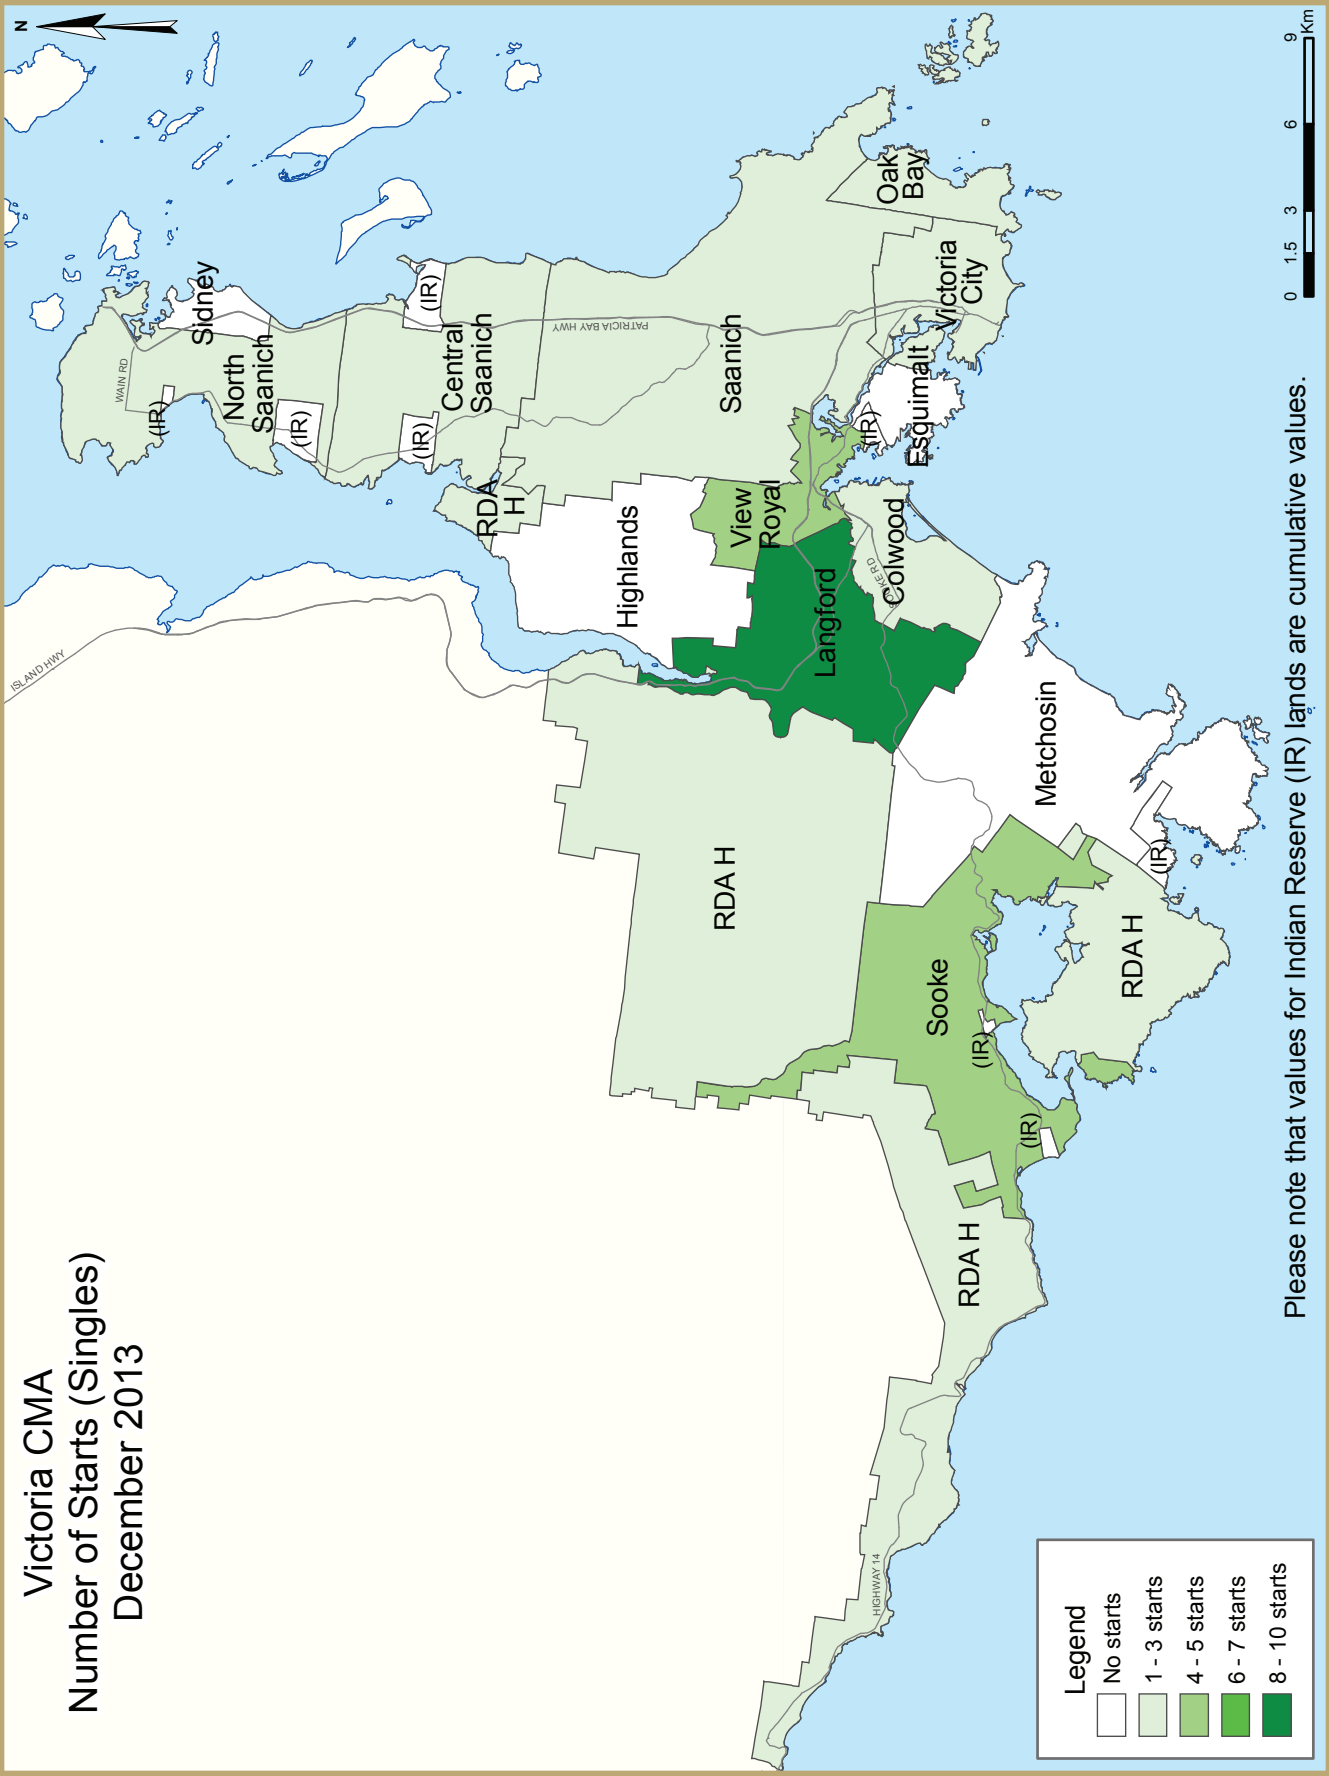 Victoria CMA
Number of Starts (Singles)
December 2013
N
ISLAND HWY
WAIN RD
(IR)
Sidney
North
Saanich
(IR)
(IR)
Central
Saanich
(IR)
RDA
H
PATRICIA BAY HWY
Saanich
Highlands
View
Royal
Langford
SOOKE RD
Colwood
(IR)
Esquimalt
Victoria
City
Oak
Bay
Metchosin
(IR)
RDA H
RDA H
Sooke
(IR)
(IR)
RDA H
HIGHWAY 14
Legend
No starts
1 - 3 starts
4 - 5 starts
6 - 7 starts
8 - 10 starts
0 1.5 3 6 9
Km
Please note that values for Indian Reserve (IR) lands are cumulative values.